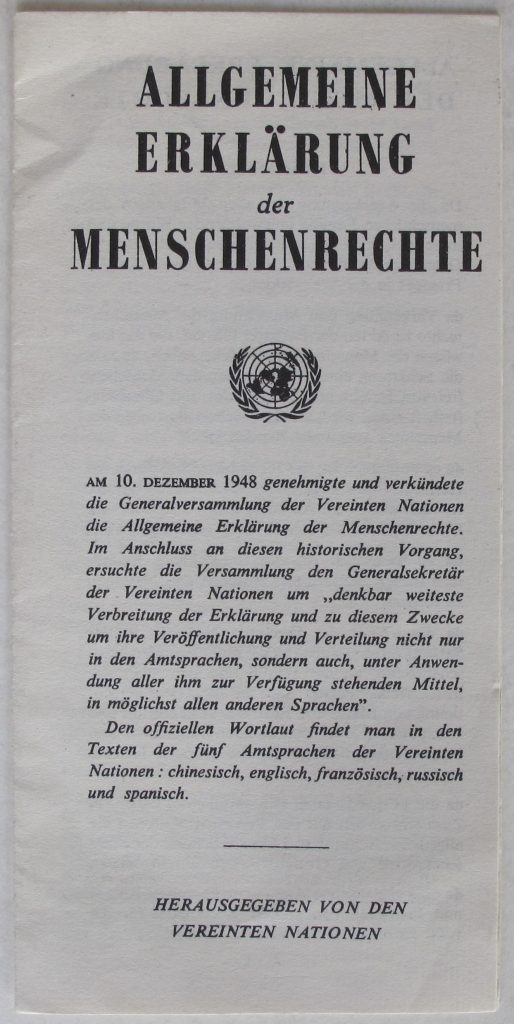 ALLGEMEINE
ERKLÄRUNG
der
MENSCHENRECHTE
AM 10. DEZEMBER 1948 genehmigte und verkündete
die Generalversammlung der Vereinten Nationen
die Allgemeine Erklärung der Menschenrechte.
Im Anschluss an diesen historischen Vorgang,
ersuchte die Versammlung den Generalsekretär
der Vereinten Nationen um „denkbar weiteste
Verbreitung der Erklärung und zu diesem Zwecke
um ihre Veröffentlichung und Verteilung nicht nur
in den Amtsprachen, sondern auch, unter Anwen-
dung aller ihm zur Verfügung stehenden Mittel,
in möglichst allen anderen Sprachen”.
Den offiziellen Wortlaut findet man in den
Texten der fünf Amtsprachen der Vereinten
Nationen : chinesisch, englisch, französisch, russisch
und spanisch.
HERAUSGEGEBEN VON DEN
VEREINTEN NATIONEN